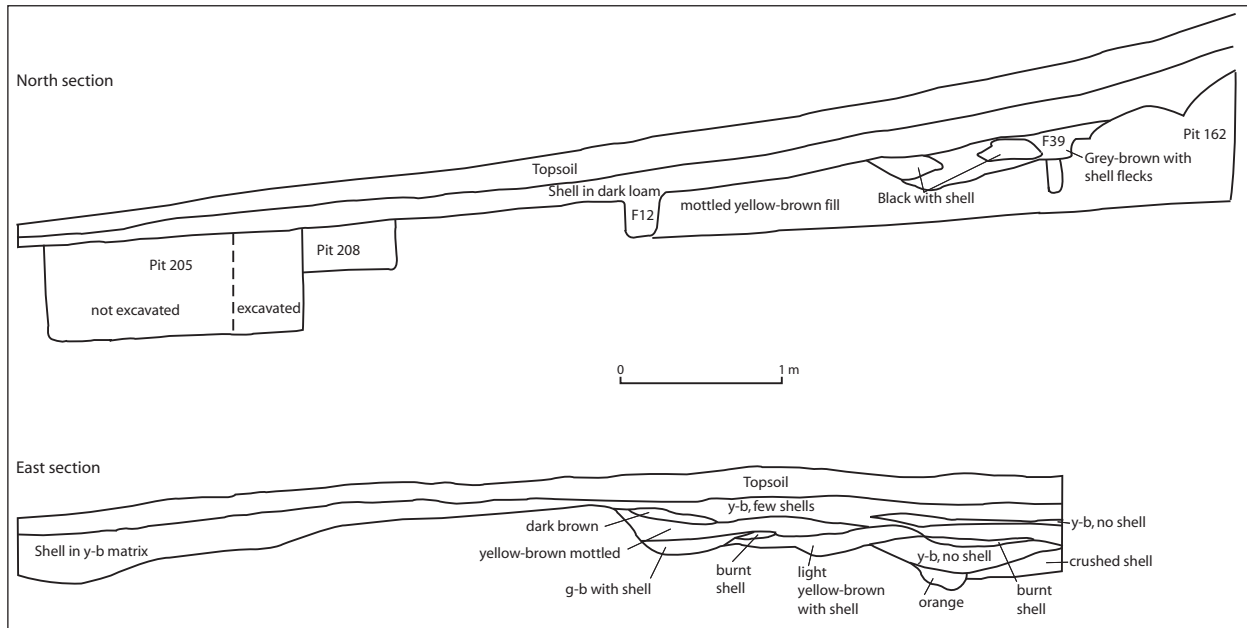 North section
Topsoil
Shell in dark loam
F12
mottled yellow-brown fill
Black with shell
F39
Grey-brown with
shell flecks
Pit 162
Pit 205
Pit 208
not excavated
excavated
0
1 m
East section
Topsoil
y-b, few shells
dark brown
y-b, no shell
Shell in y-b matrix
yellow-brown mottled
y-b, no shell
crushed shell
g-b with shell
burnt
shell
light
yellow-brown
with shell
orange
burnt
shell